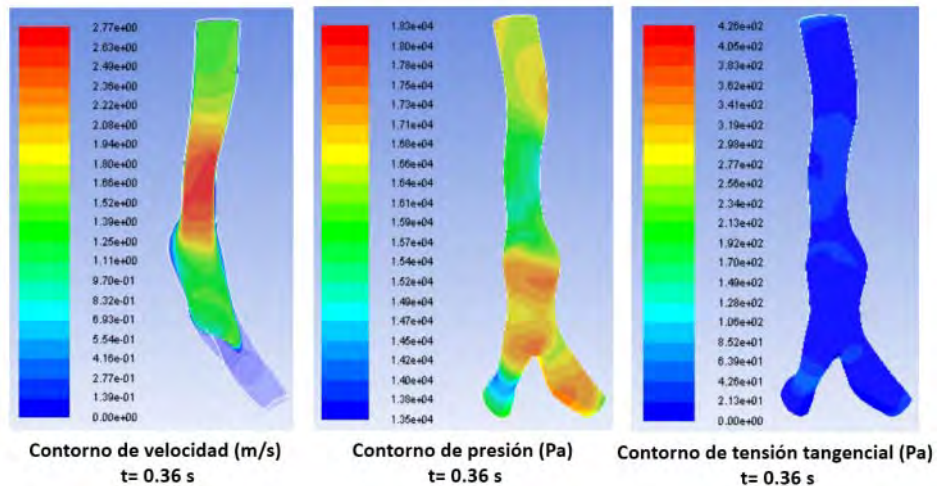 2.77e+00
2.63e+00
2.49e+00
2.36e+00
2.22e+00
2.08e+00
1.94e+00
1.80e+00
1.66e+00
1.52e+00
1.39e+00
1.25e+00
1.11e+00
9.70e-01
8.32e-01
6.93e-01
5.54e-01
4.16e-01
2.77e-01
1.39e-01
0.00e+00
Contorno de velocidad (m/s)
t= 0.36 s
1.83e+04
1.80e+04
1.78e+04
1.75e+04
1.73e+04
1.71e+04
1.68e+04
1.66e+04
1.64e+04
1.61e+04
1.59e+04
1.57e+04
1.54e+04
1.52e+04
1.49e+04
1.47e+04
1.45e+04
1.42e+04
1.40e+04
1.38e+04
1.35e+04
Contorno de presión (Pa)
t= 0.36 s
4.26e+02
4.05e+02
3.83e+02
3.62e+02
3.41e+02
3.19e+02
2.98e+02
2.77e+02
2.56e+02
2.34e+02
2.13e+02
1.92e+02
1.70e+02
1.49e+02
1.28e+02
1.06e+02
8.52e+01
6.39e+01
4.26e+01
2.13e+01
0.00e+00
Contorno de tensión tangencial (Pa)
t= 0.36 s